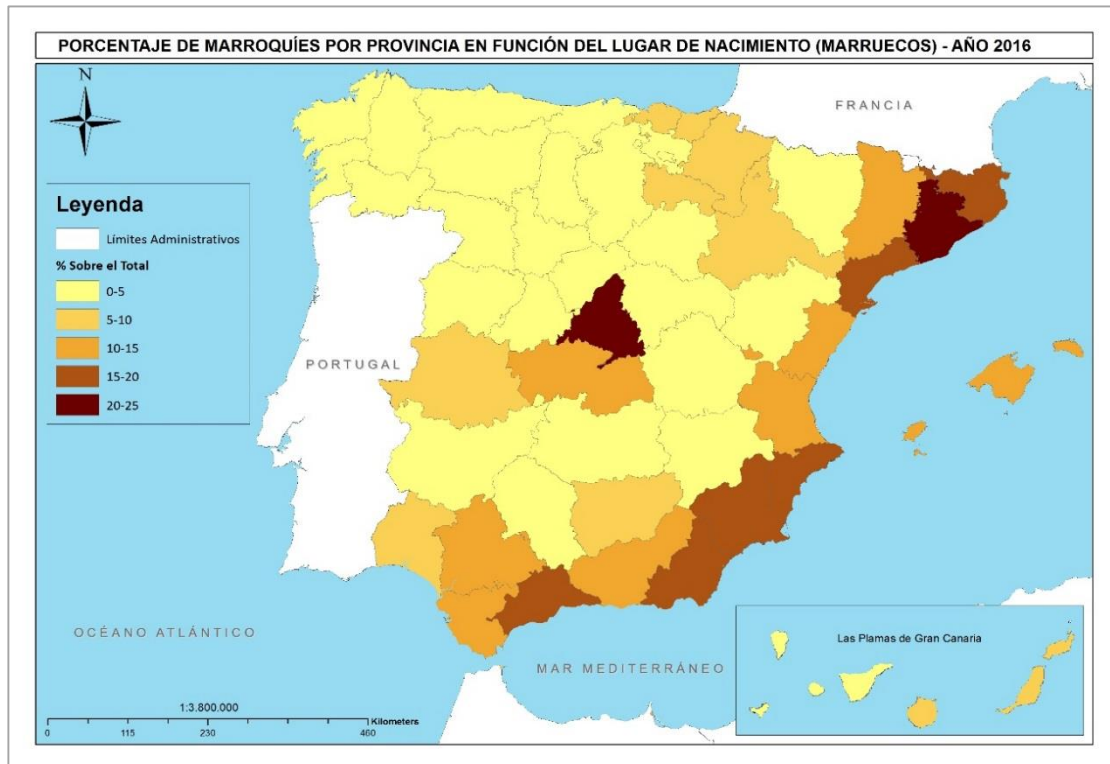 PORCENTAJE DE MARROQUÍES POR PROVINCIA EN FUNCIÓN DEL LUGAR DE NACIMIENTO (MARRUECOS) - AÑO 2016
N
FRANCIA
Leyenda
Límites Administrativos
% Sobre el Total
0-5
5-10
10-15
15-20
20-25
PORTUGAL
OCÉANO ATLÁNTICO
MAR MEDITERRÁNEO
Las Plamas de Gran Canaria
1:3.800.000
Kilometers
0 115 230 460